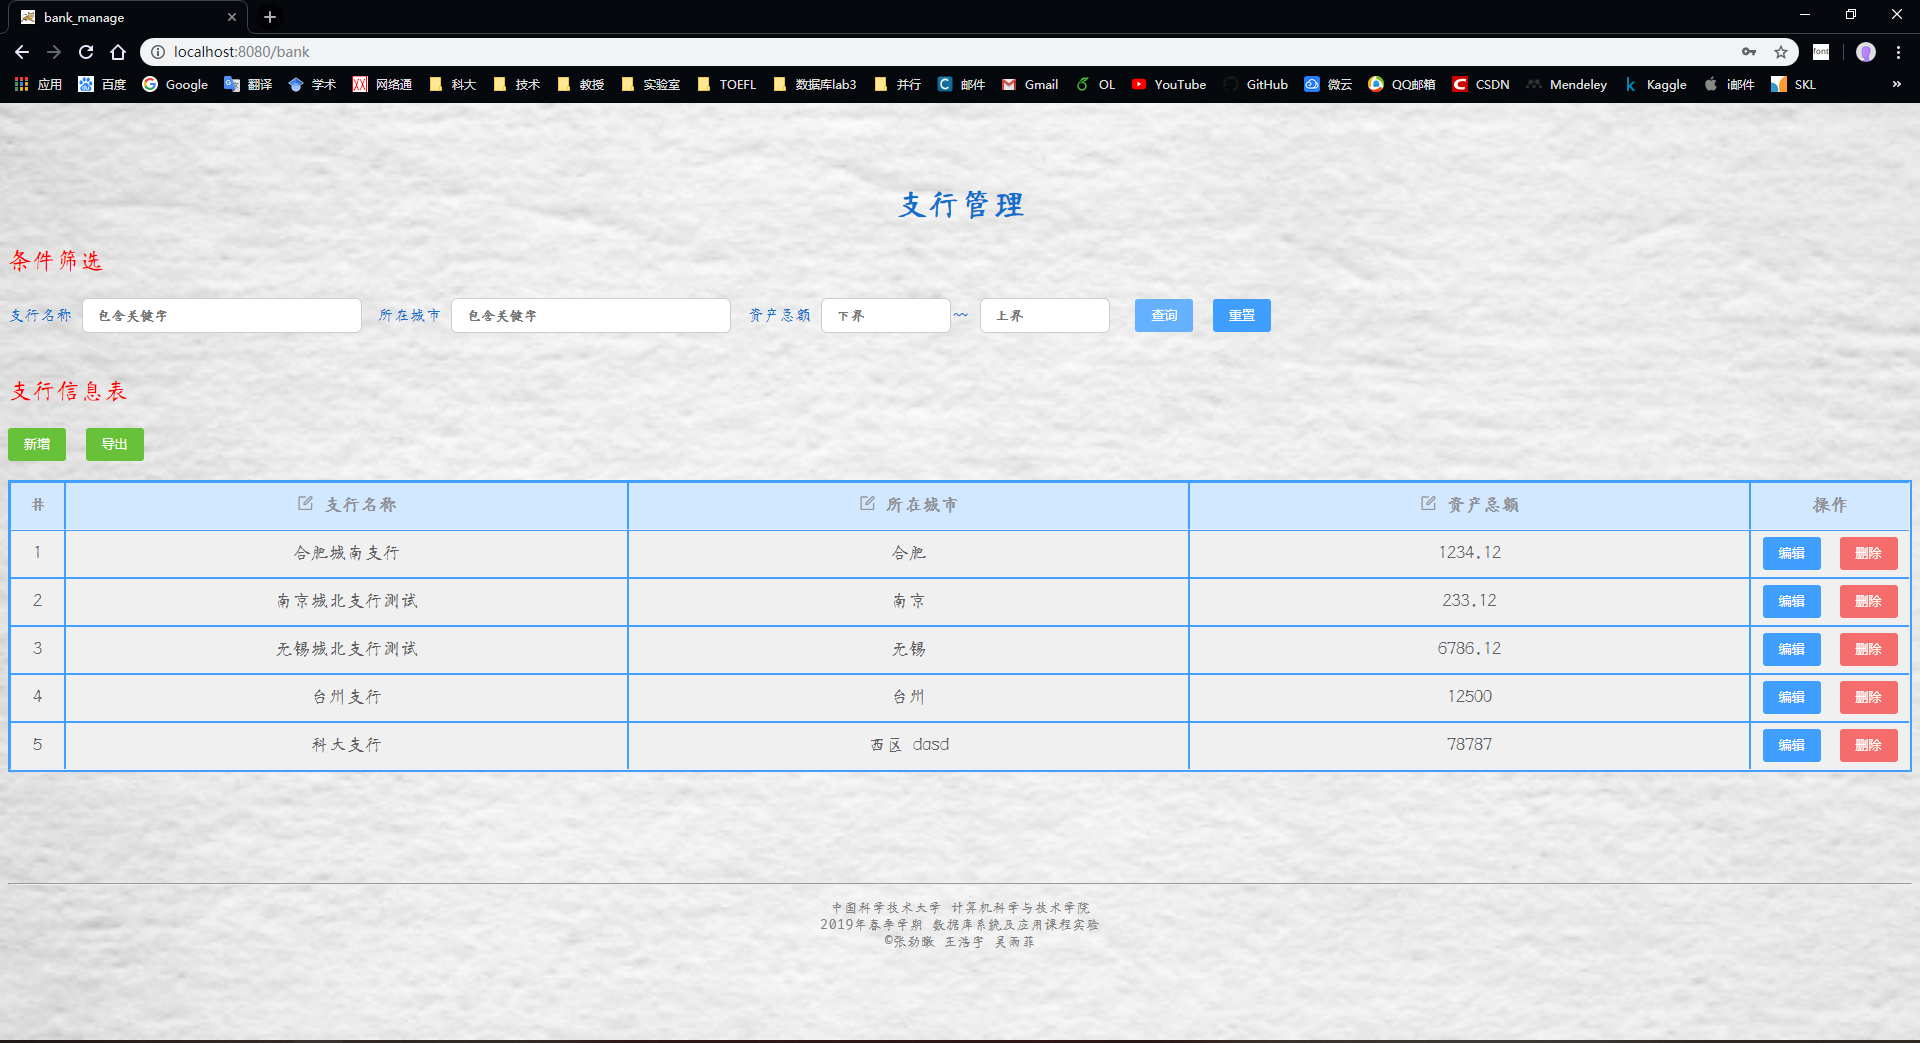 bank_manage
localhost:8080/bank
font
应用 百度 Google 翻译 学术 网络通 科大 技术 教授 实验室 TOEFL 数据库lab3 并行 邮件 Gmail OL YouTube GitHub 微云 QQ邮箱 CSDN Mendeley Kaggle i邮件 SKL »
支行管理
条件筛选
支行名称 包含关键字 所在城市 包含关键字 资产总额 下界 ~ 上界 查询 重置
支行信息表
新增 导出
# 支行名称 所在城市 资产总额 操作
1 合肥城南支行 合肥 1234.12 编辑 删除
2 南京城北支行测试 南京 233.12 编辑 删除
3 无锡城北支行测试 无锡 6786.12 编辑 删除
4 台州支行 台州 12500 编辑 删除
5 科大支行 西区 dasd 78787 编辑 删除
中国科学技术大学 计算机科学与技术学院
2019年春季学期 数据库系统及应用课程实验
©张劲暾 王浩宇 吴雨菲